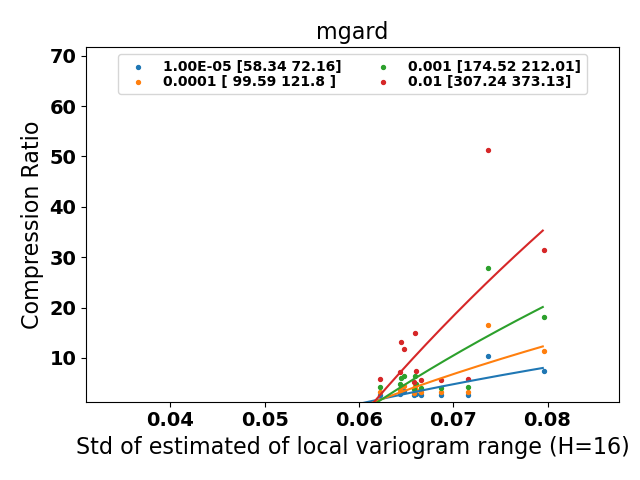 mgard
1.00E-05 [58.34 72.16]
0.0001 [ 99.59 121.8 ]
0.001 [174.52 212.01]
0.01 [307.24 373.13]
Compression Ratio
70
60
50
40
30
20
10
0.04 0.05 0.06 0.07 0.08
Std of estimated of local variogram range (H=16)